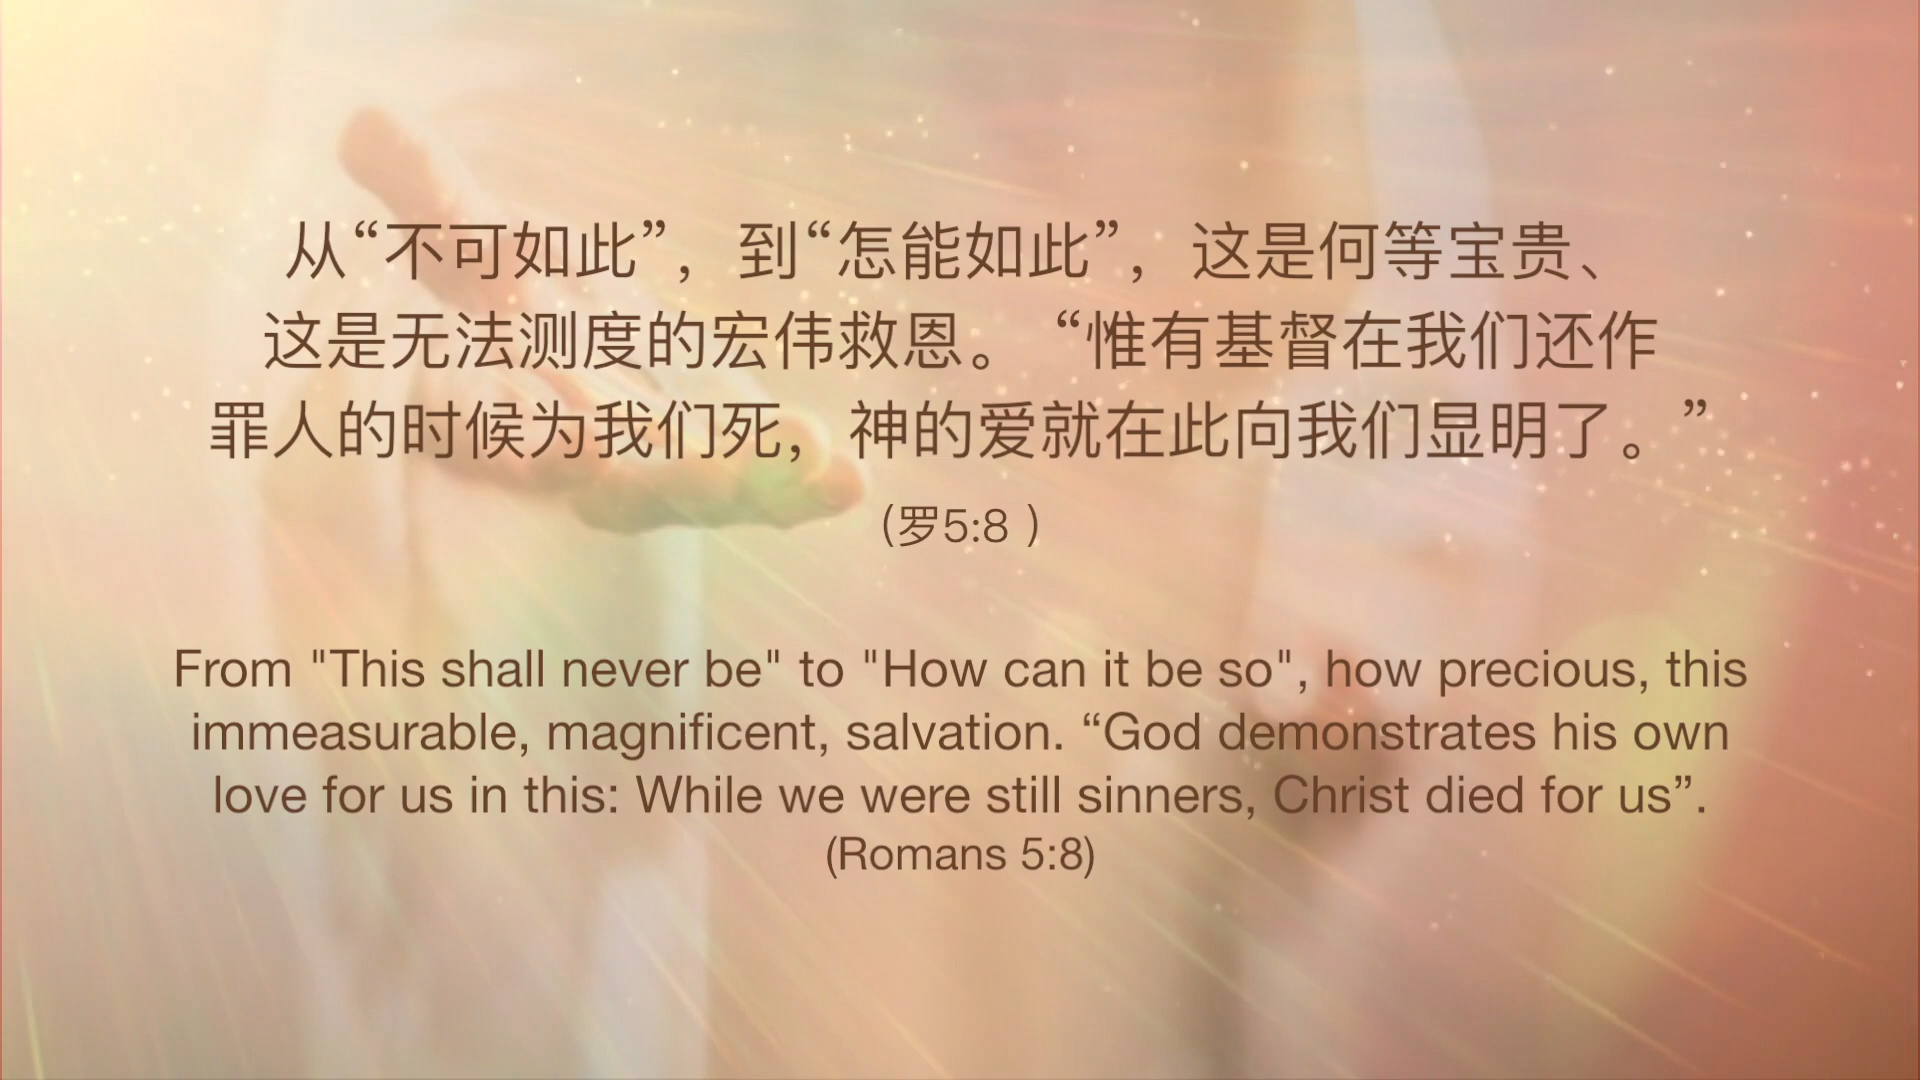 从“不可如此”，到“怎能如此”，这是何等宝贵、
这是无法测度的宏伟救恩。“惟有基督在我们还作
罪人的时候为我们死，神的爱就在此向我们显明了。”
(罗5:8 )
From "This shall never be" to "How can it be so", how precious, this
immeasurable, magnificent, salvation. “God demonstrates his own
love for us in this: While we were still sinners, Christ died for us”.
(Romans 5:8)